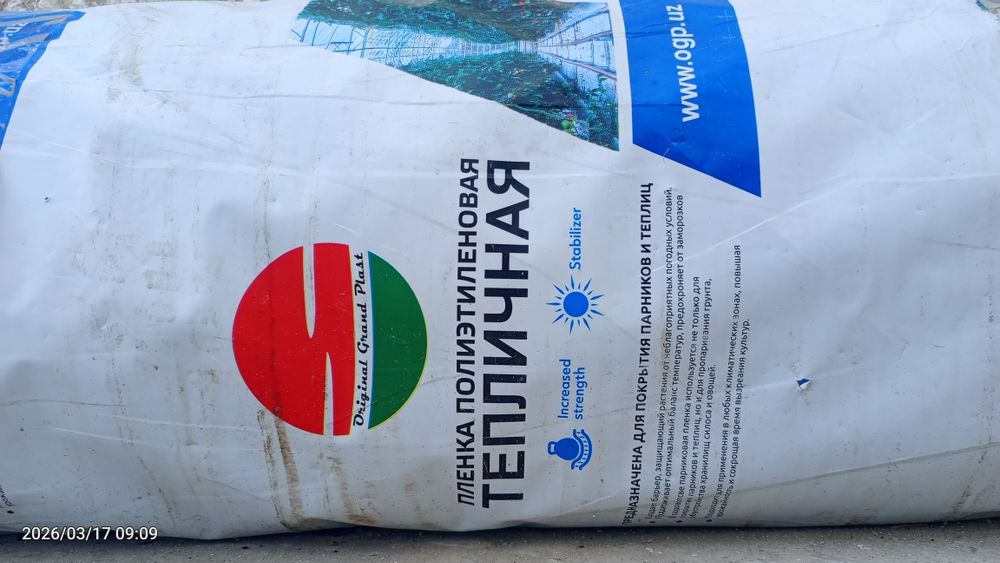 www.ogp.uz
Original Grand Plast
ПЛЕНКА ПОЛИЭТИЛЕНОВАЯ
ТЕПЛИЧНАЯ
Increased
strength
Stabilizer
ПРЕДНАЗНАЧЕНА ДЛЯ ПОКРЫТИЯ ПАРНИКОВ И ТЕПЛИЦ
барьер, защищающий растения от неблагоприятных погодных условий.
оптимальный баланс температур, предохраняет от заморозков
парниковая пленка используется не только для
парников и теплиц, но и для пропаривания грунта,
хранилищ силоса и овощей.
для применения в любых климатических зонах, повышая
и сокращая время вызревания культур.
2026/03/17 09:09